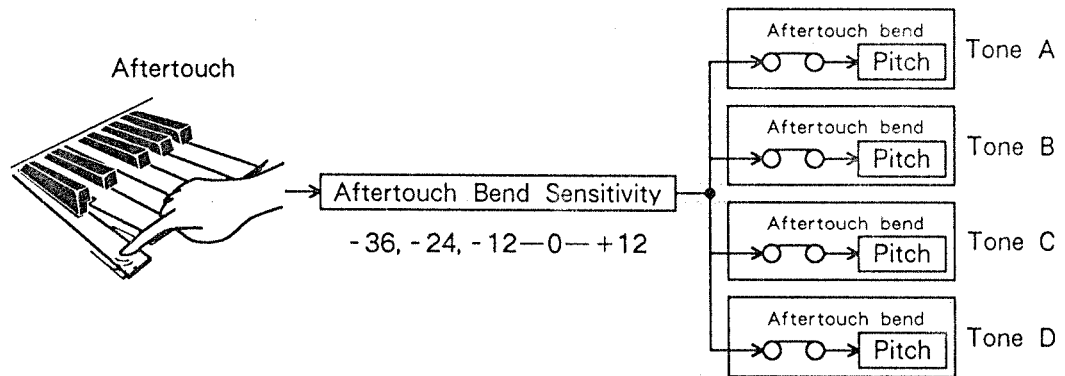 Aftertouch
Aftertouch Bend Sensitivity
-36, -24, -12—0—+12
Aftertouch bend
Pitch
Tone A
Aftertouch bend
Pitch
Tone B
Aftertouch bend
Pitch
Tone C
Aftertouch bend
Pitch
Tone D